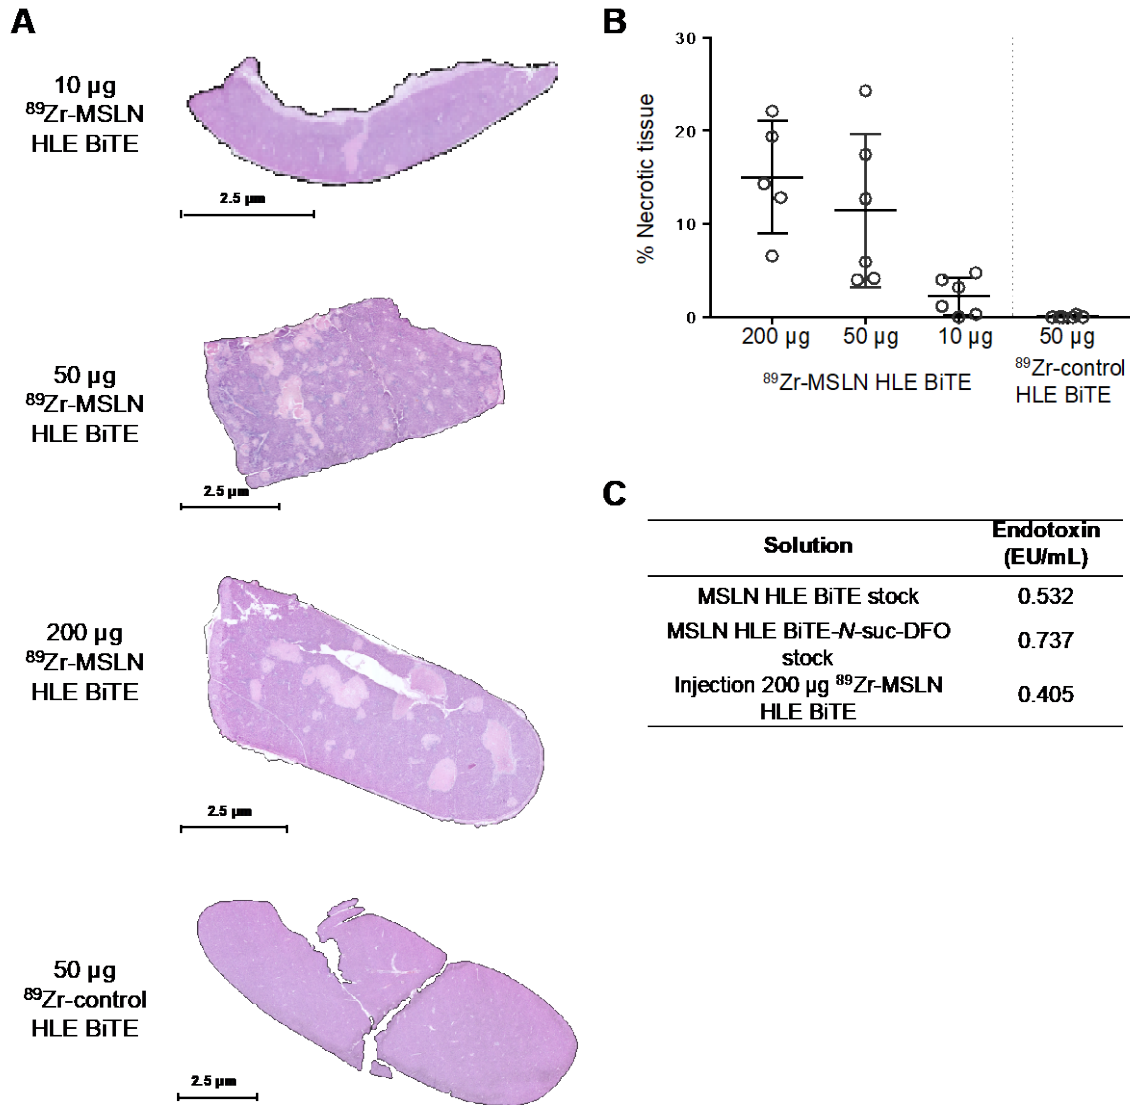 A
10 µg
⁸⁹Zr-MSLN
HLE BiTE
2.5 µm
50 µg
⁸⁹Zr-MSLN
HLE BiTE
2.5 µm
200 µg
⁸⁹Zr-MSLN
HLE BiTE
2.5 µm
50 µg
⁸⁹Zr-control
HLE BiTE
2.5 µm
B
% Necrotic tissue
30
20
10
0
200 µg 50 µg 10 µg 50 µg
⁸⁹Zr-MSLN HLE BiTE
⁸⁹Zr-control
HLE BiTE
C
Solution
Endotoxin
(EU/mL)
MSLN HLE BiTE stock 0.532
MSLN HLE BiTE-N-suc-DFO
stock
0.737
Injection 200 µg ⁸⁹Zr-MSLN
HLE BiTE
0.405